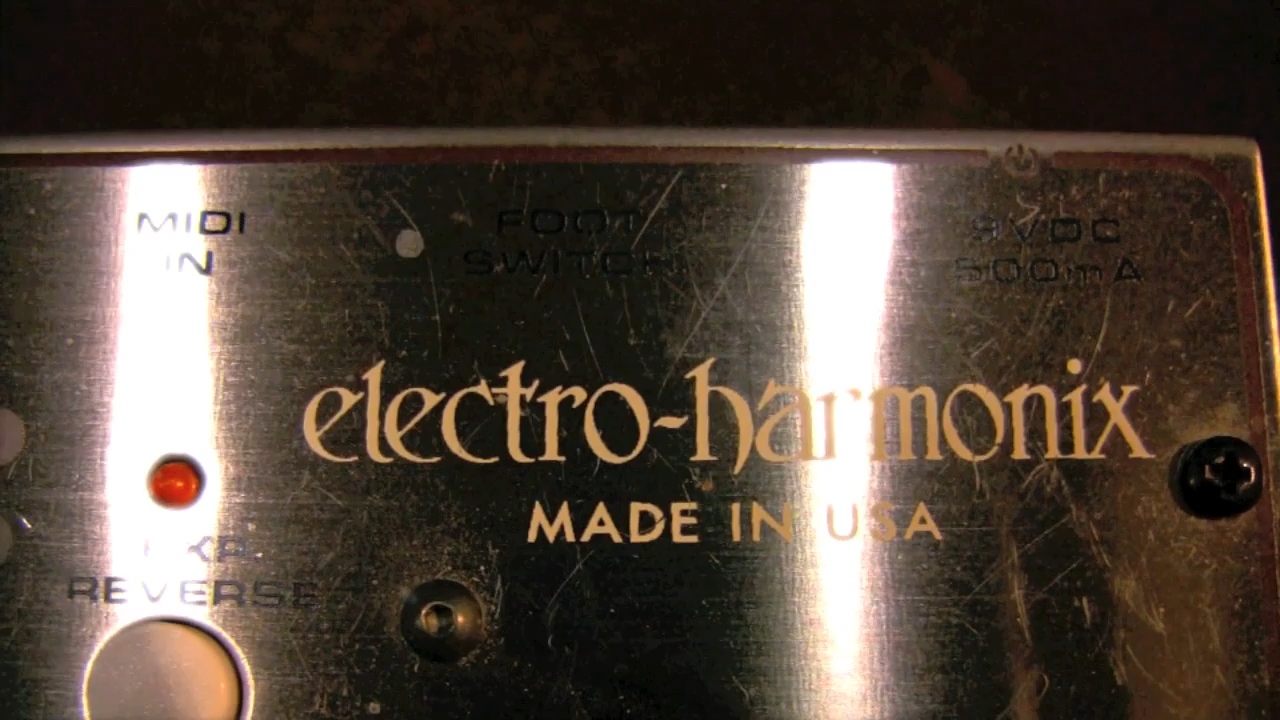 MIDI
IN
FOOT
SWITCH
9VDC
500mA
electro-harmonix
MADE IN USA
REVERSE